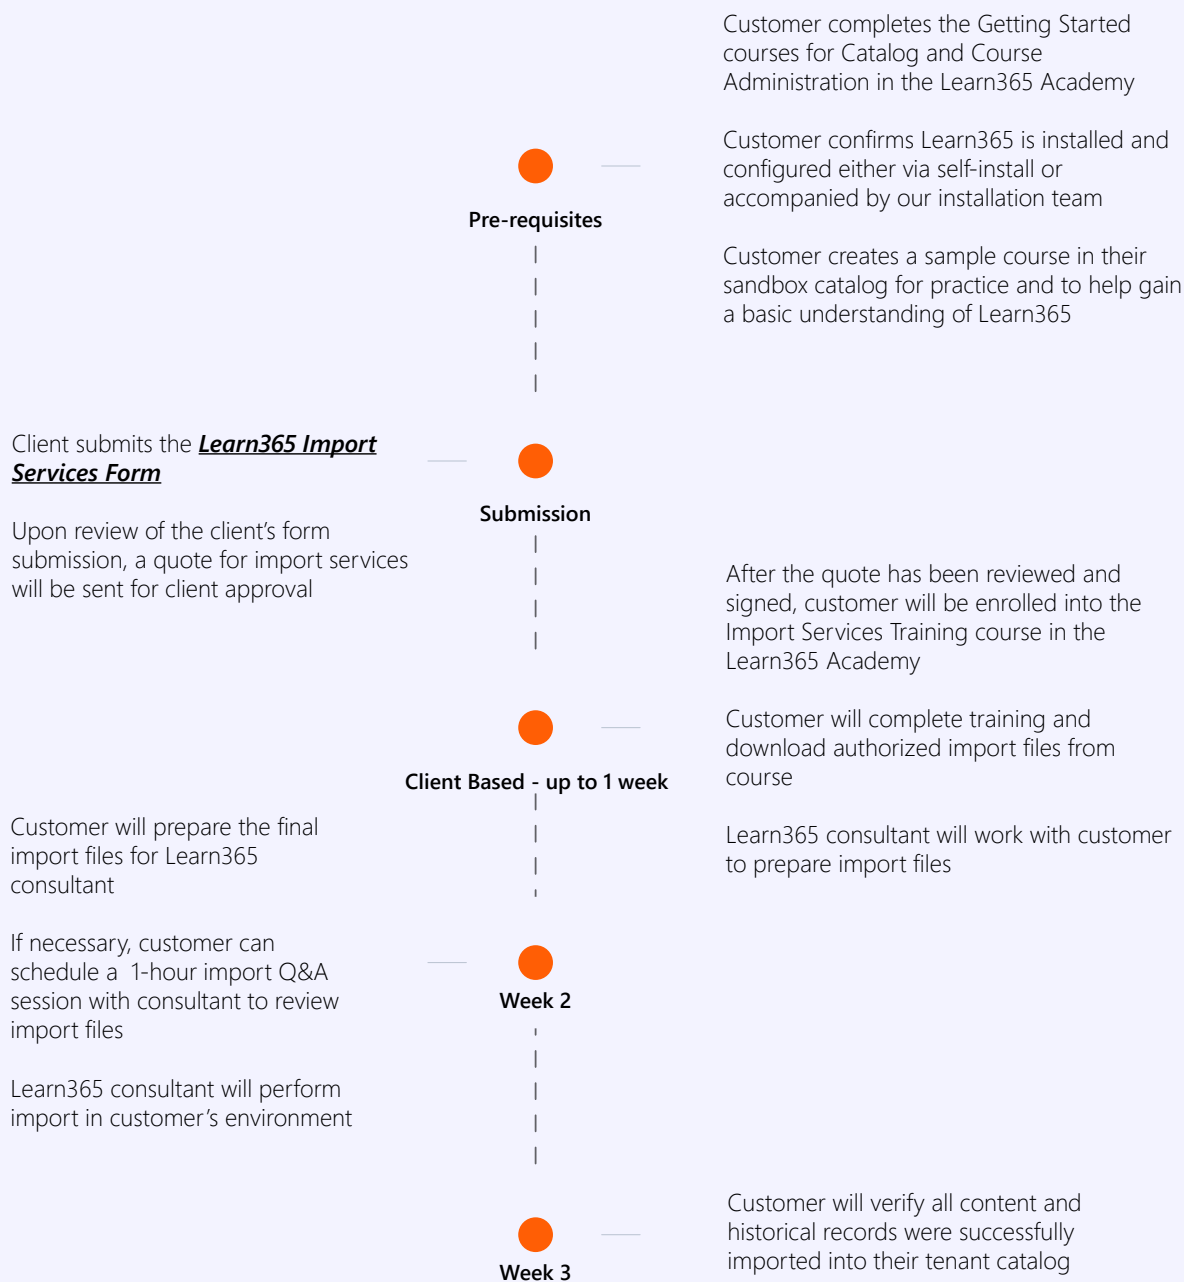 Customer completes the Getting Started
courses for Catalog and Course
Administration in the Learn365 Academy
Customer confirms Learn365 is installed and
configured either via self-install or
accompanied by our installation team
Pre-requisites
Customer creates a sample course in their
sandbox catalog for practice and to help gain
a basic understanding of Learn365
Client submits the Learn365 Import
Services Form
Upon review of the client’s form
submission, a quote for import services
will be sent for client approval
Submission
After the quote has been reviewed and
signed, customer will be enrolled into the
Import Services Training course in the
Learn365 Academy
Customer will complete training and
download authorized import files from
course
Client Based - up to 1 week
Learn365 consultant will work with customer
to prepare import files
Customer will prepare the final
import files for Learn365
consultant
If necessary, customer can
schedule a  1-hour import Q&A
session with consultant to review
import files
Week 2
Learn365 consultant will perform
import in customer’s environment
Customer will verify all content and
historical records were successfully
imported into their tenant catalog
Week 3